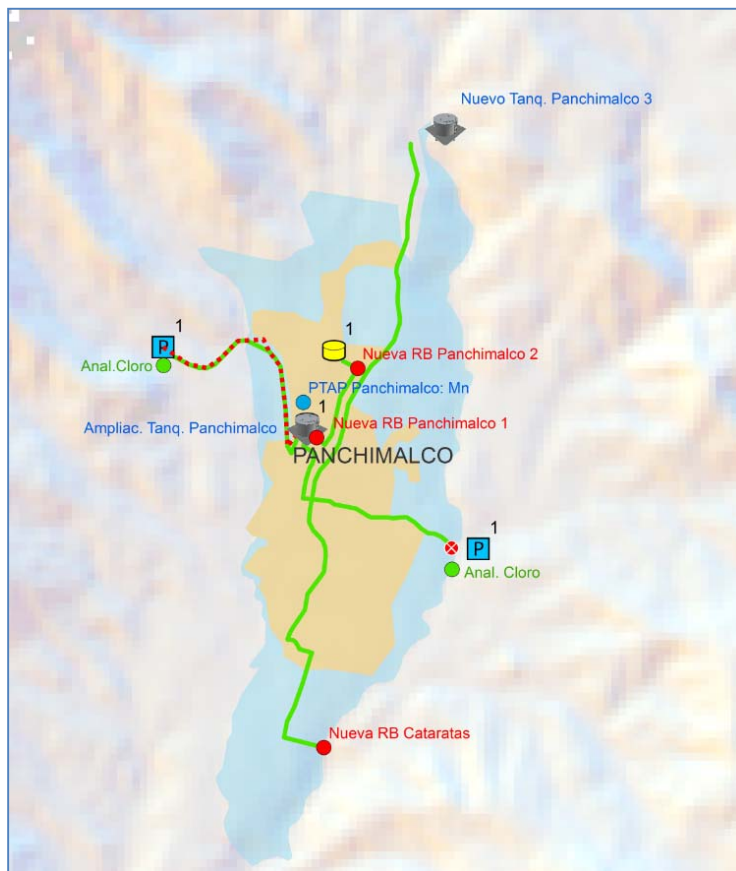 Nuevo Tanq. Panchimalco 3
1
P
Anal.Cloro
1
Nueva RB Panchimalco 2
PTAP Panchimalco: Mn
1
Ampliac. Tanq. Panchimalco
Nueva RB Panchimalco 1
PANCHIMALCO
1
P
Anal. Cloro
Nueva RB Cataratas